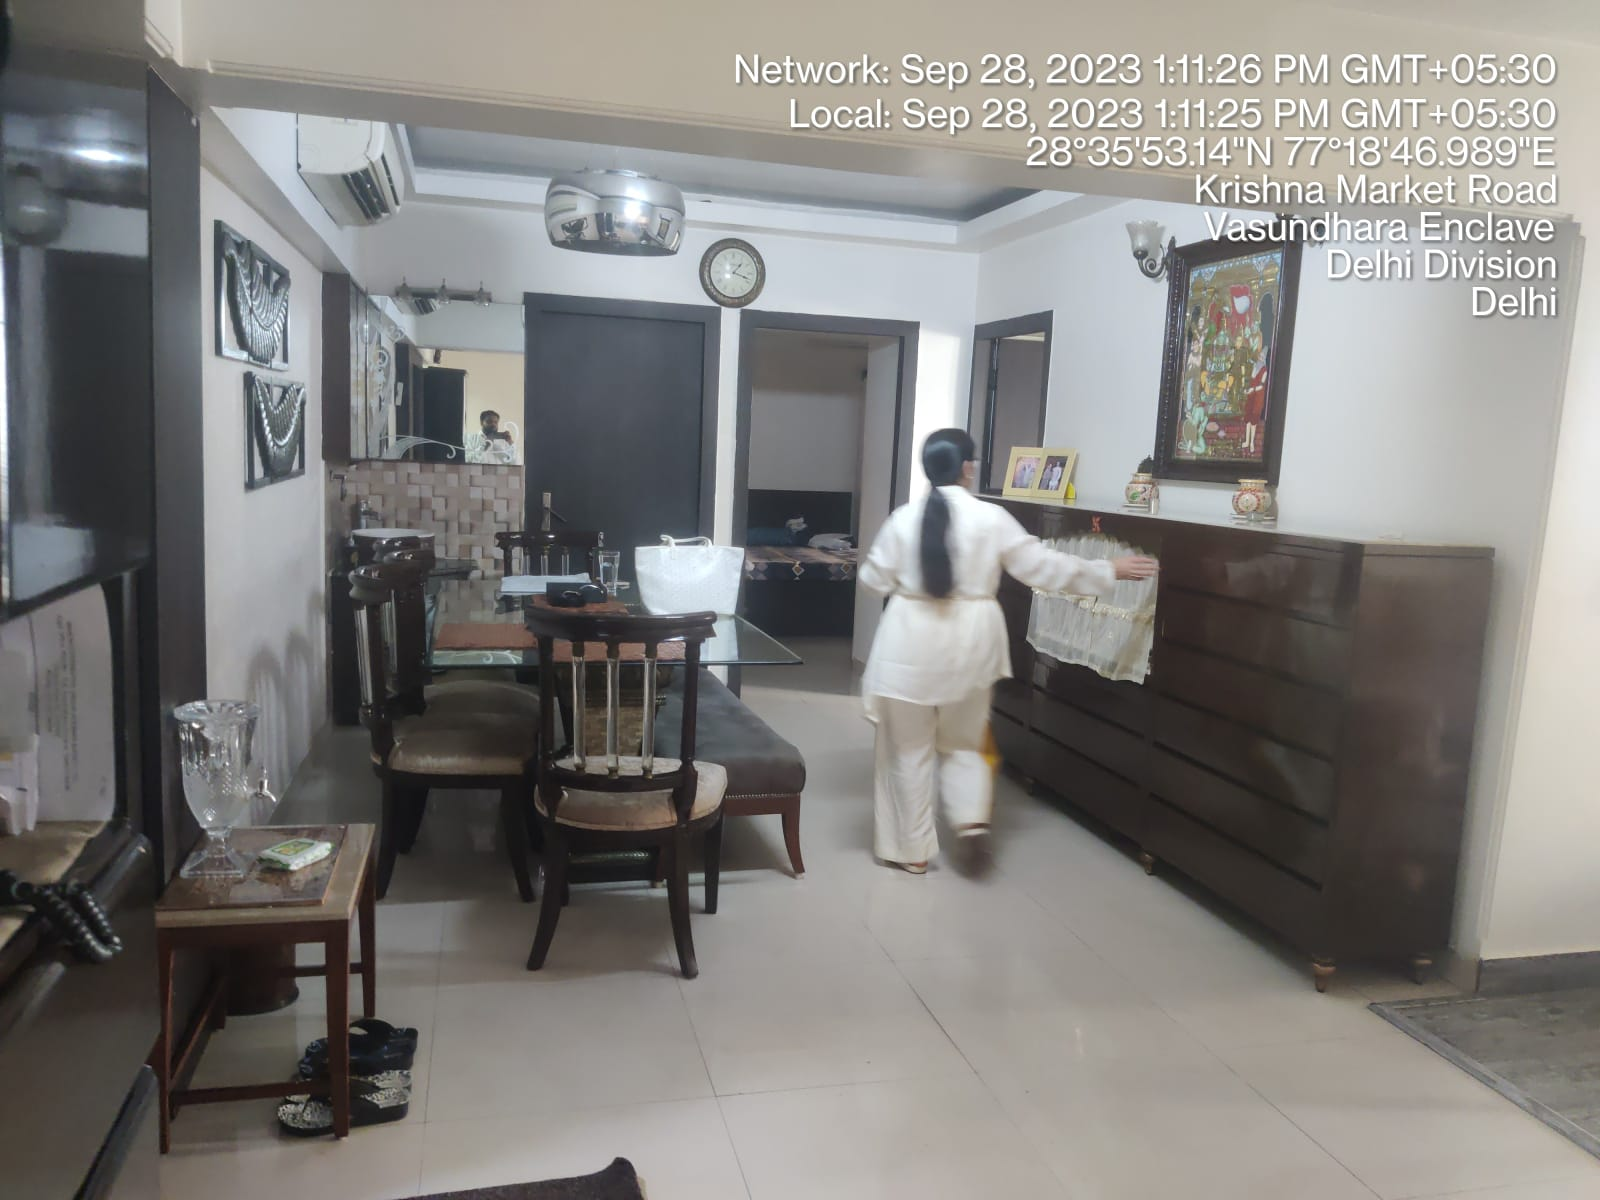 Network: Sep 28, 2023 1:11:26 PM GMT+05:30
Local: Sep 28, 2023 1:11:25 PM GMT+05:30
28°35'53.14"N 77°18'46.989"E
Krishna Market Road
Vasundhara Enclave
Delhi Division
Delhi